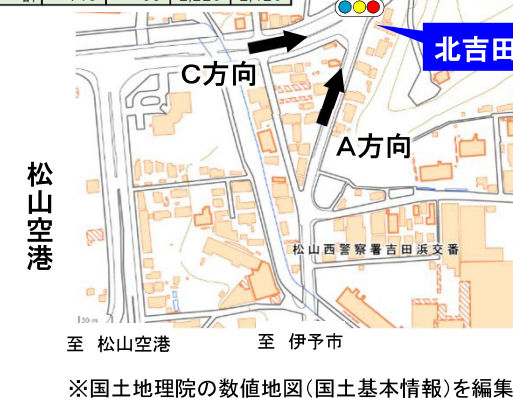 北吉田
C方向
A方向
松山空港
松山西警察署吉田浜交番
30m
至 松山空港
至 伊予市
※国土地理院の数値地図(国土基本情報)を編集